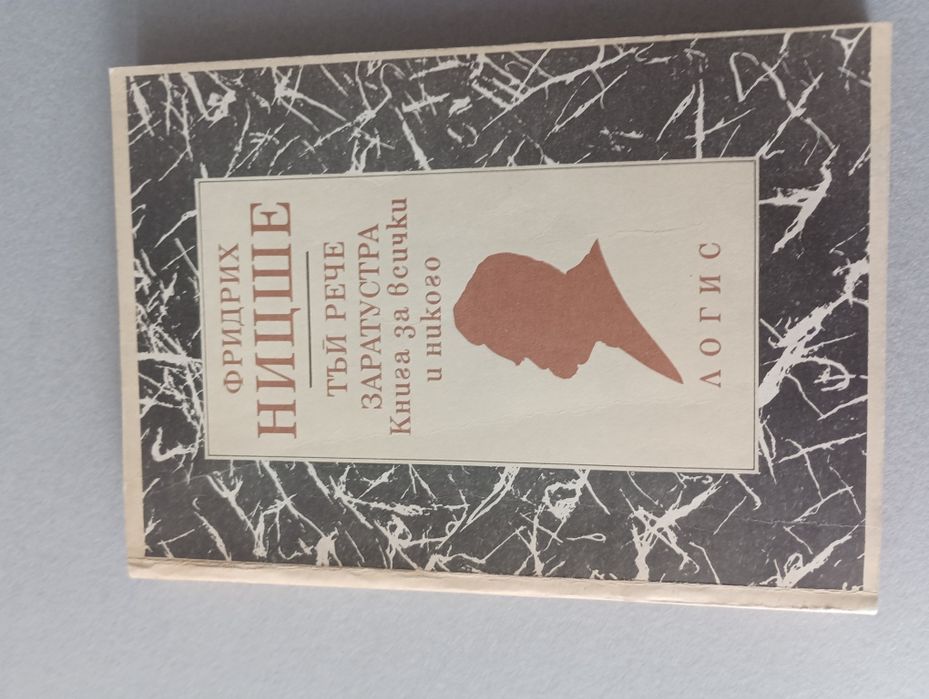 ФРИДРИХ
НИЦШЕ
ТЪЙ РЕЧЕ
ЗАРАТУСТРА
Книга за всички
и никого
ЛОГИС